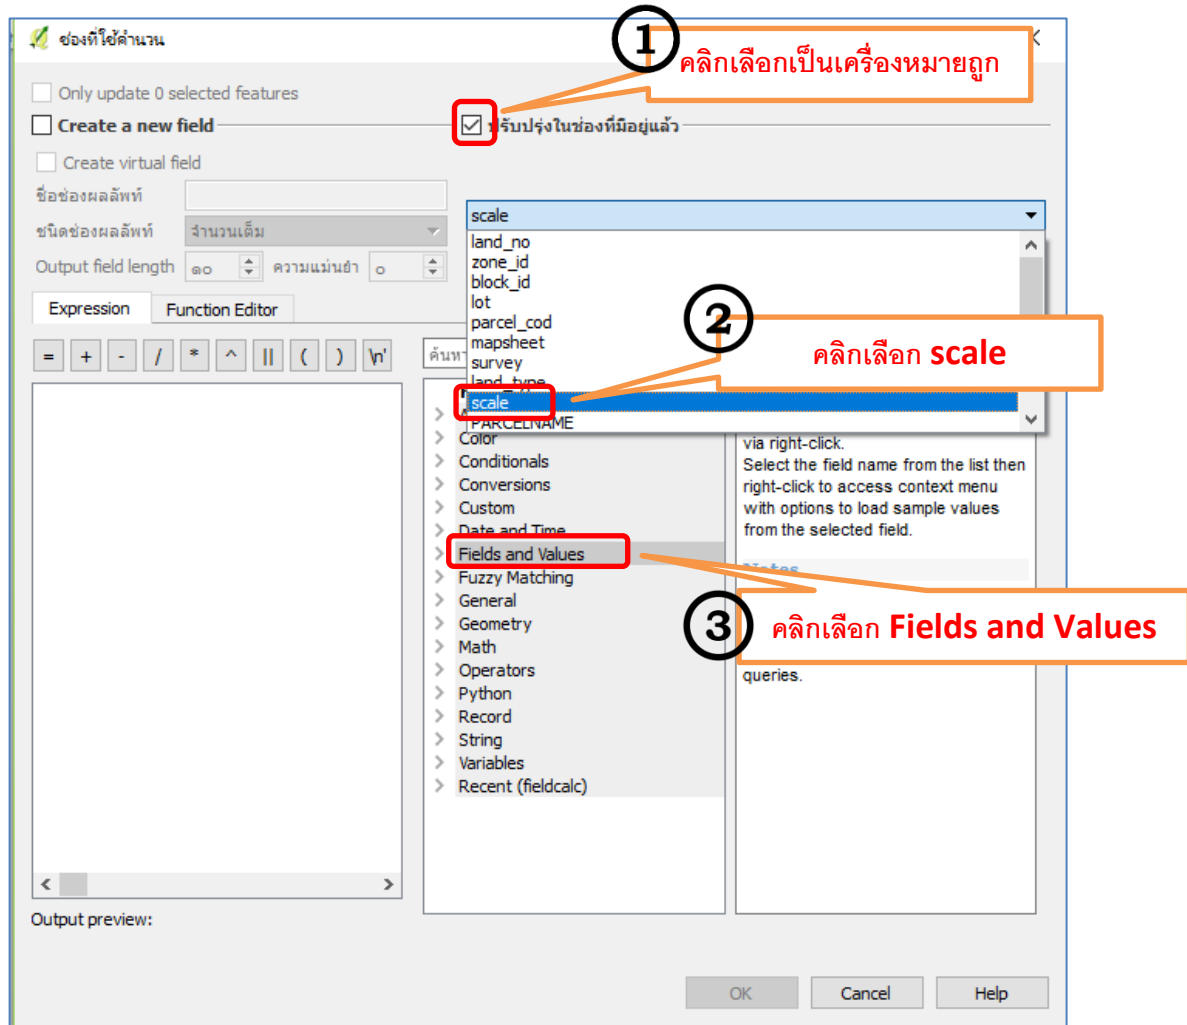 ช่องที่ใช้คำนวน
1
คลิกเลือกเป็นเครื่องหมายถูก
Only update 0 selected features
Create a new field
ปรับปรุ่งในช่องที่มีอยู่แล้ว
Create virtual field
ชื่อช่องผลลัพท์
ชนิดช่องผลลัพท์ จำนวนเต็ม
Output field length ๑๐ ความแม่นยำ ๐
scale
land_no
zone_id
block_id
lot
parcel_cod
mapsheet
survey
land_type
scale
PARCELNAME
2
คลิกเลือก scale
Expression Function Editor
= + - / * ^ || ( ) \n'
ค้นหา
Color
Conditionals
Conversions
Custom
Date and Time
Fields and Values
Fuzzy Matching
General
Geometry
Math
Operators
Python
Record
String
Variables
Recent (fieldcalc)
via right-click.
Select the field name from the list then
right-click to access context menu
with options to load sample values
from the selected field.
Notes
3
คลิกเลือก Fields and Values
queries.
Output preview:
OK Cancel Help